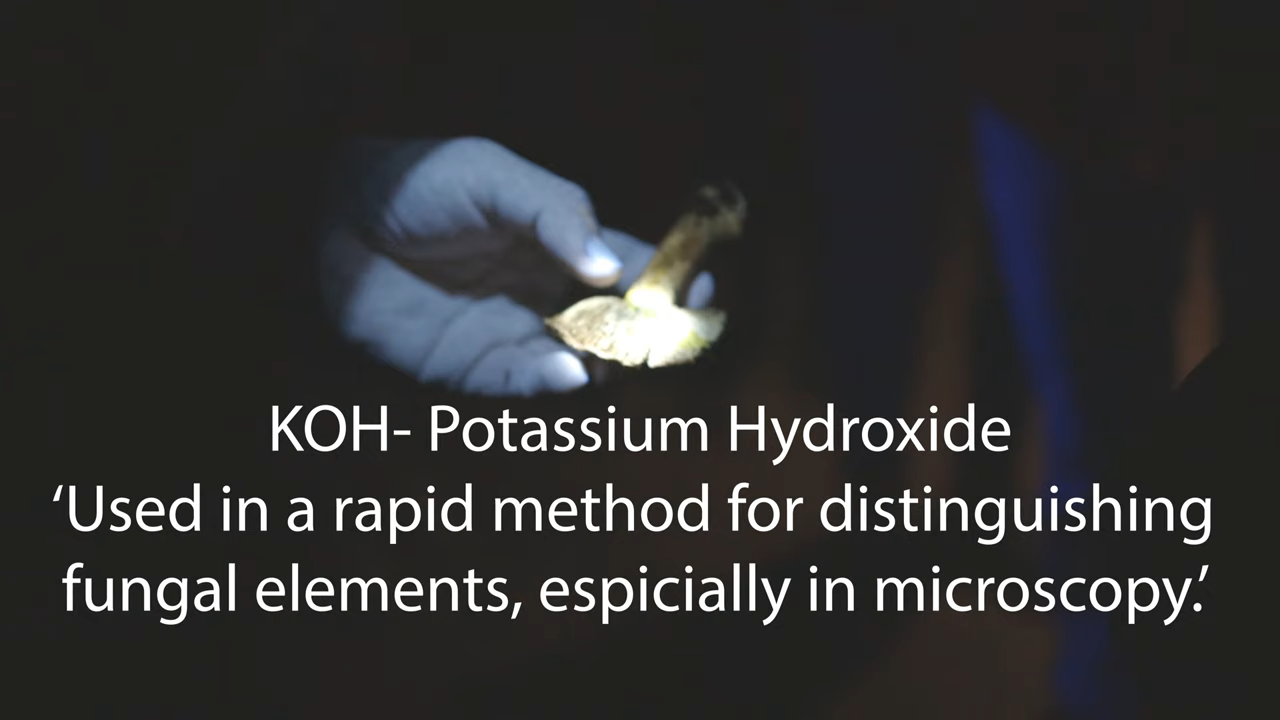 KOH- Potassium Hydroxide
‘Used in a rapid method for distinguishing
fungal elements, espicially in microscopy.’